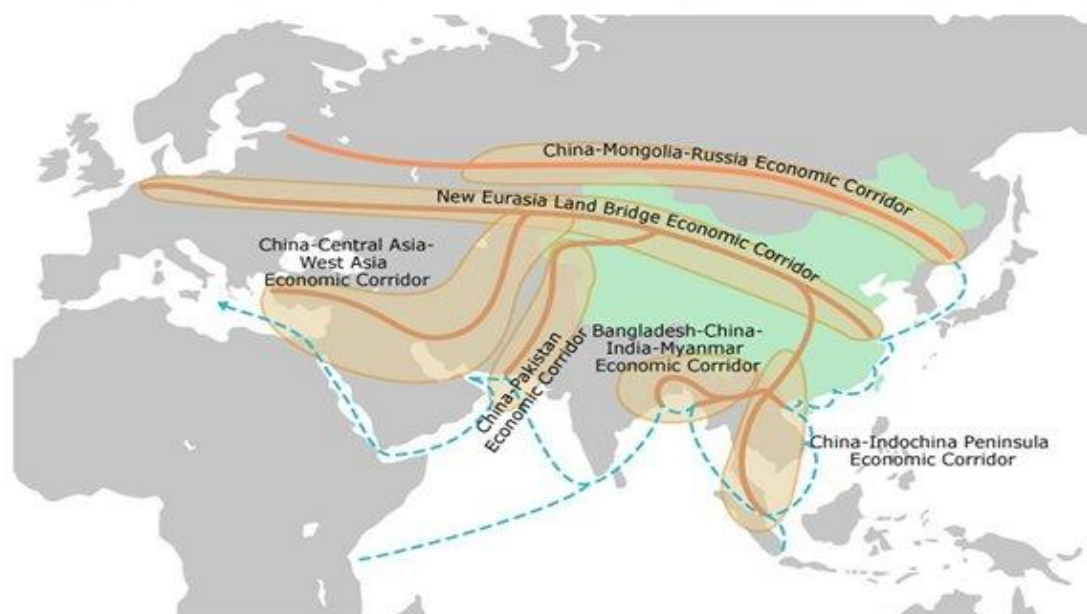 China-Mongolia-Russia Economic Corridor
New Eurasia Land Bridge Economic Corridor
China-Central Asia-
West Asia
Economic Corridor
China-Pakistan
Economic Corridor
Bangladesh-China-
India-Myanmar
Economic Corridor
China-Indochina Peninsula
Economic Corridor